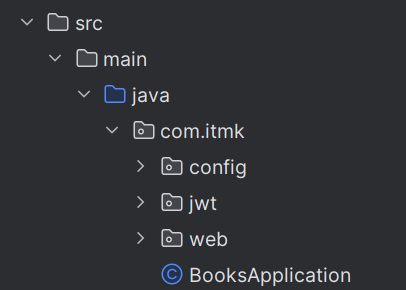 src
main
java
com.itmk
config
jwt
web
BooksApplication